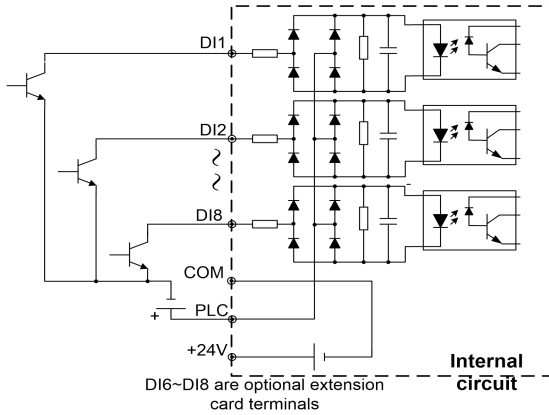 DI1
DI2
~
~
DI8
COM
+ PLC
+24V
Internal
circuit
DI6~DI8 are optional extension
card terminals